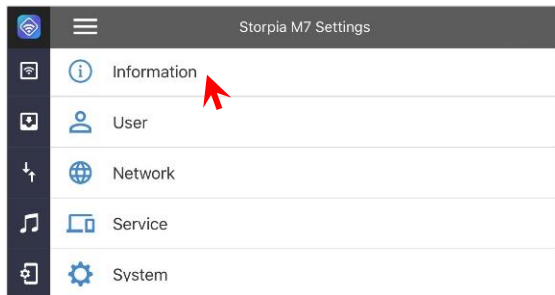 Storpia M7 Settings
Information
User
Network
Service
System